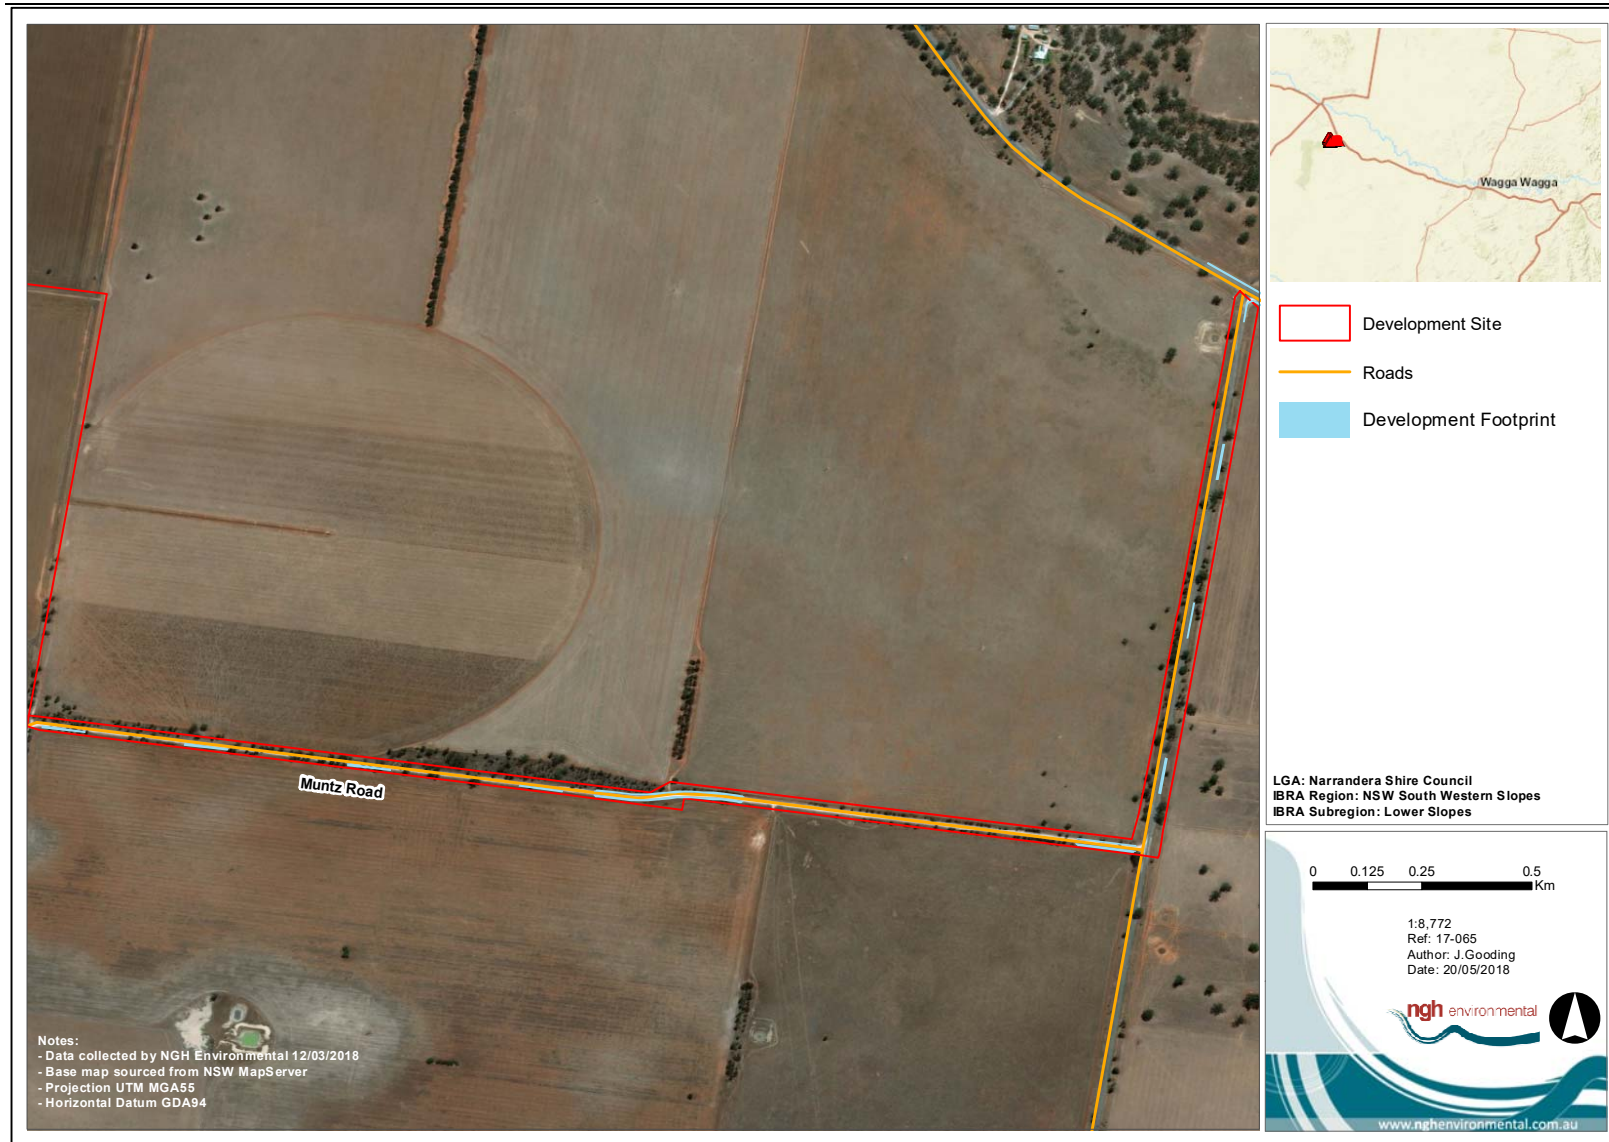 Muntz Road
Notes:
- Data collected by NGH Environmental 12/03/2018
- Base map sourced from NSW MapServer
- Projection UTM MGA55
- Horizontal Datum GDA94
Wagga Wagga
Development Site
Roads
Development Footprint
LGA: Narrandera Shire Council
IBRA Region: NSW South Western Slopes
IBRA Subregion: Lower Slopes
0 0.125 0.25 0.5
Km
1:8,772
Ref: 17-065
Author: J.Gooding
Date: 20/05/2018
ngh environmental
www.nghenvironmental.com.au